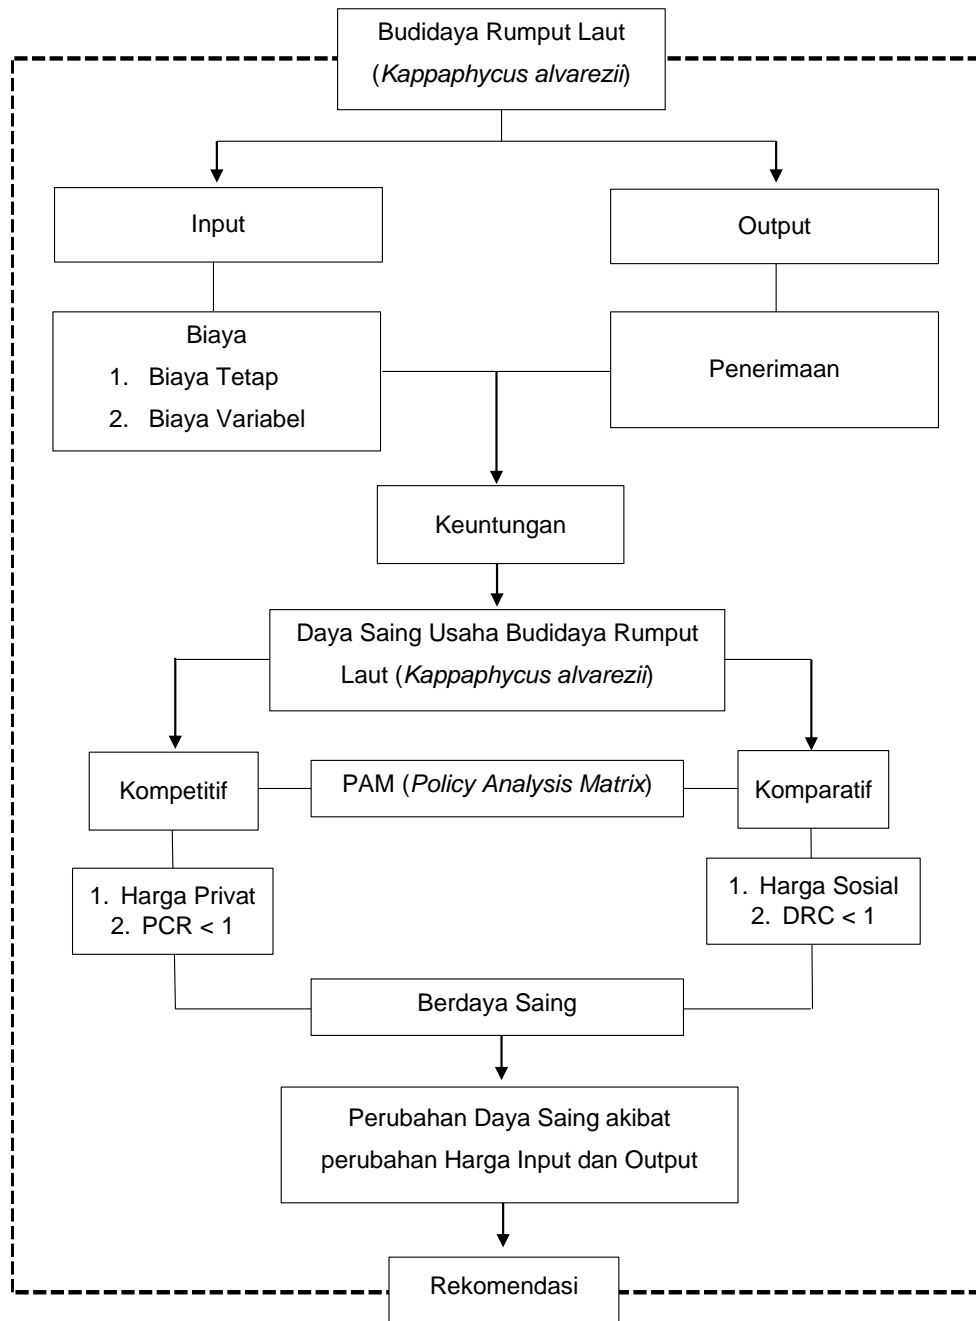 Budidaya Rumput Laut
(Kappaphycus alvarezii)
Input
Output
Biaya
1. Biaya Tetap
2. Biaya Variabel
Penerimaan
Keuntungan
Daya Saing Usaha Budidaya Rumput
Laut (Kappaphycus alvarezii)
Kompetitif
PAM (Policy Analysis Matrix)
Komparatif
1. Harga Privat
2. PCR < 1
1. Harga Sosial
2. DRC < 1
Berdaya Saing
Perubahan Daya Saing akibat
perubahan Harga Input dan Output
Rekomendasi